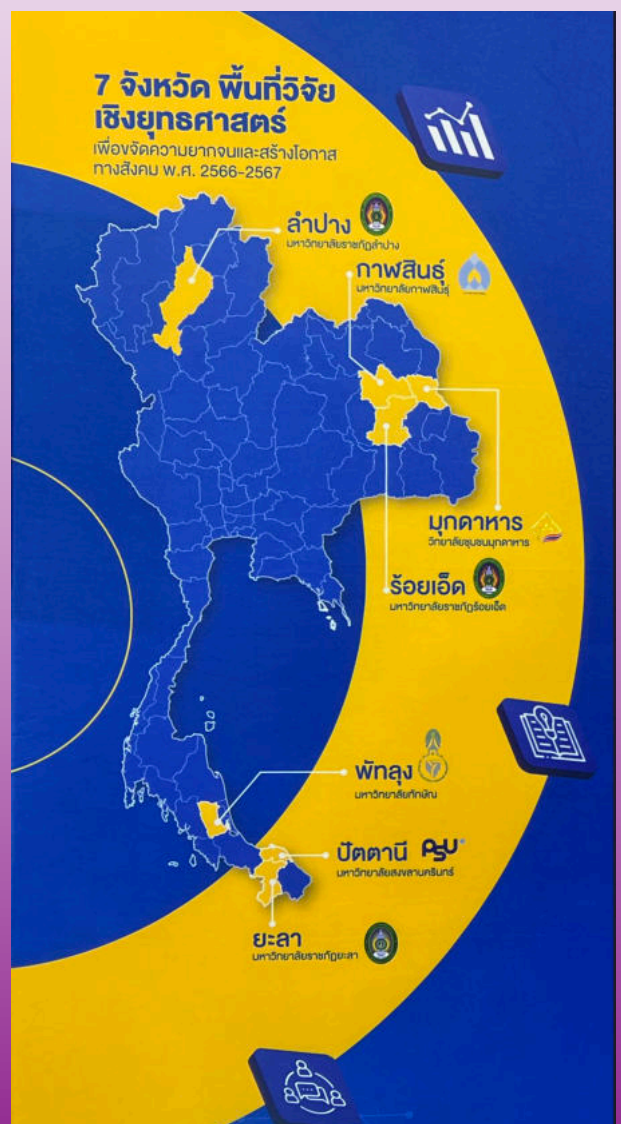 7 จังหวัด พื้นที่วิจัย
เชิงยุทธศาสตร์
เพื่อขจัดความยากจนและสร้างโอกาส
ทางสังคม พ.ศ. 2566-2567
ลำปาง
มหาวิทยาลัยราชภัฏลำปาง
กาฬสินธุ์
มหาวิทยาลัยกาฬสินธุ์
มุกดาหาร
วิทยาลัยชุมชนมุกดาหาร
ร้อยเอ็ด
มหาวิทยาลัยราชภัฏร้อยเอ็ด
พัทลุง
มหาวิทยาลัยทักษิณ
ปัตตานี PSU
มหาวิทยาลัยสงขลานครินทร์
ยะลา
มหาวิทยาลัยราชภัฏยะลา